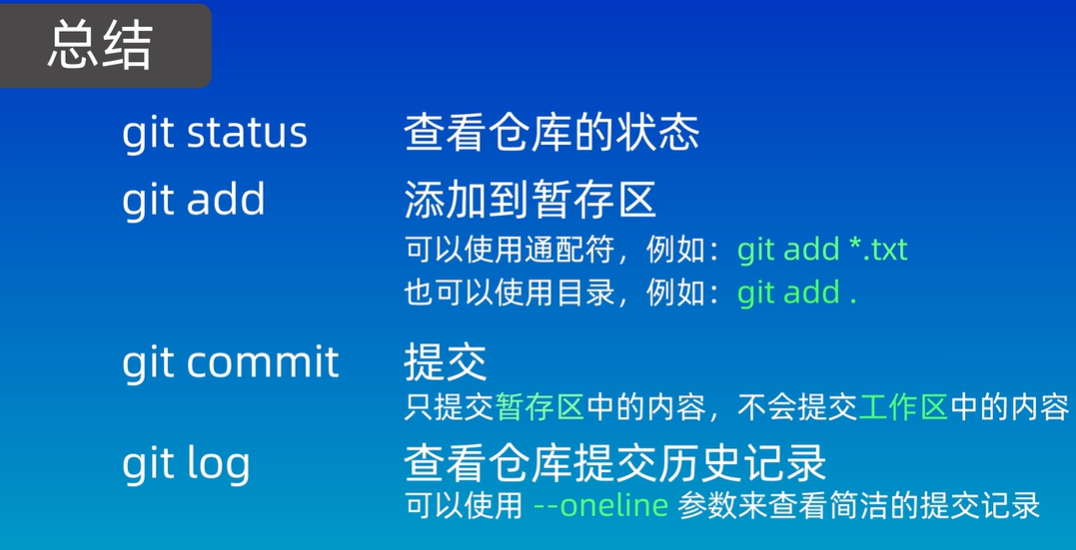 总结
git status 查看仓库的状态
git add 添加到暂存区
可以使用通配符，例如：git add *.txt
也可以使用目录，例如：git add .
git commit 提交
只提交暂存区中的内容，不会提交工作区中的内容
git log 查看仓库提交历史记录
可以使用 --oneline 参数来查看简洁的提交记录